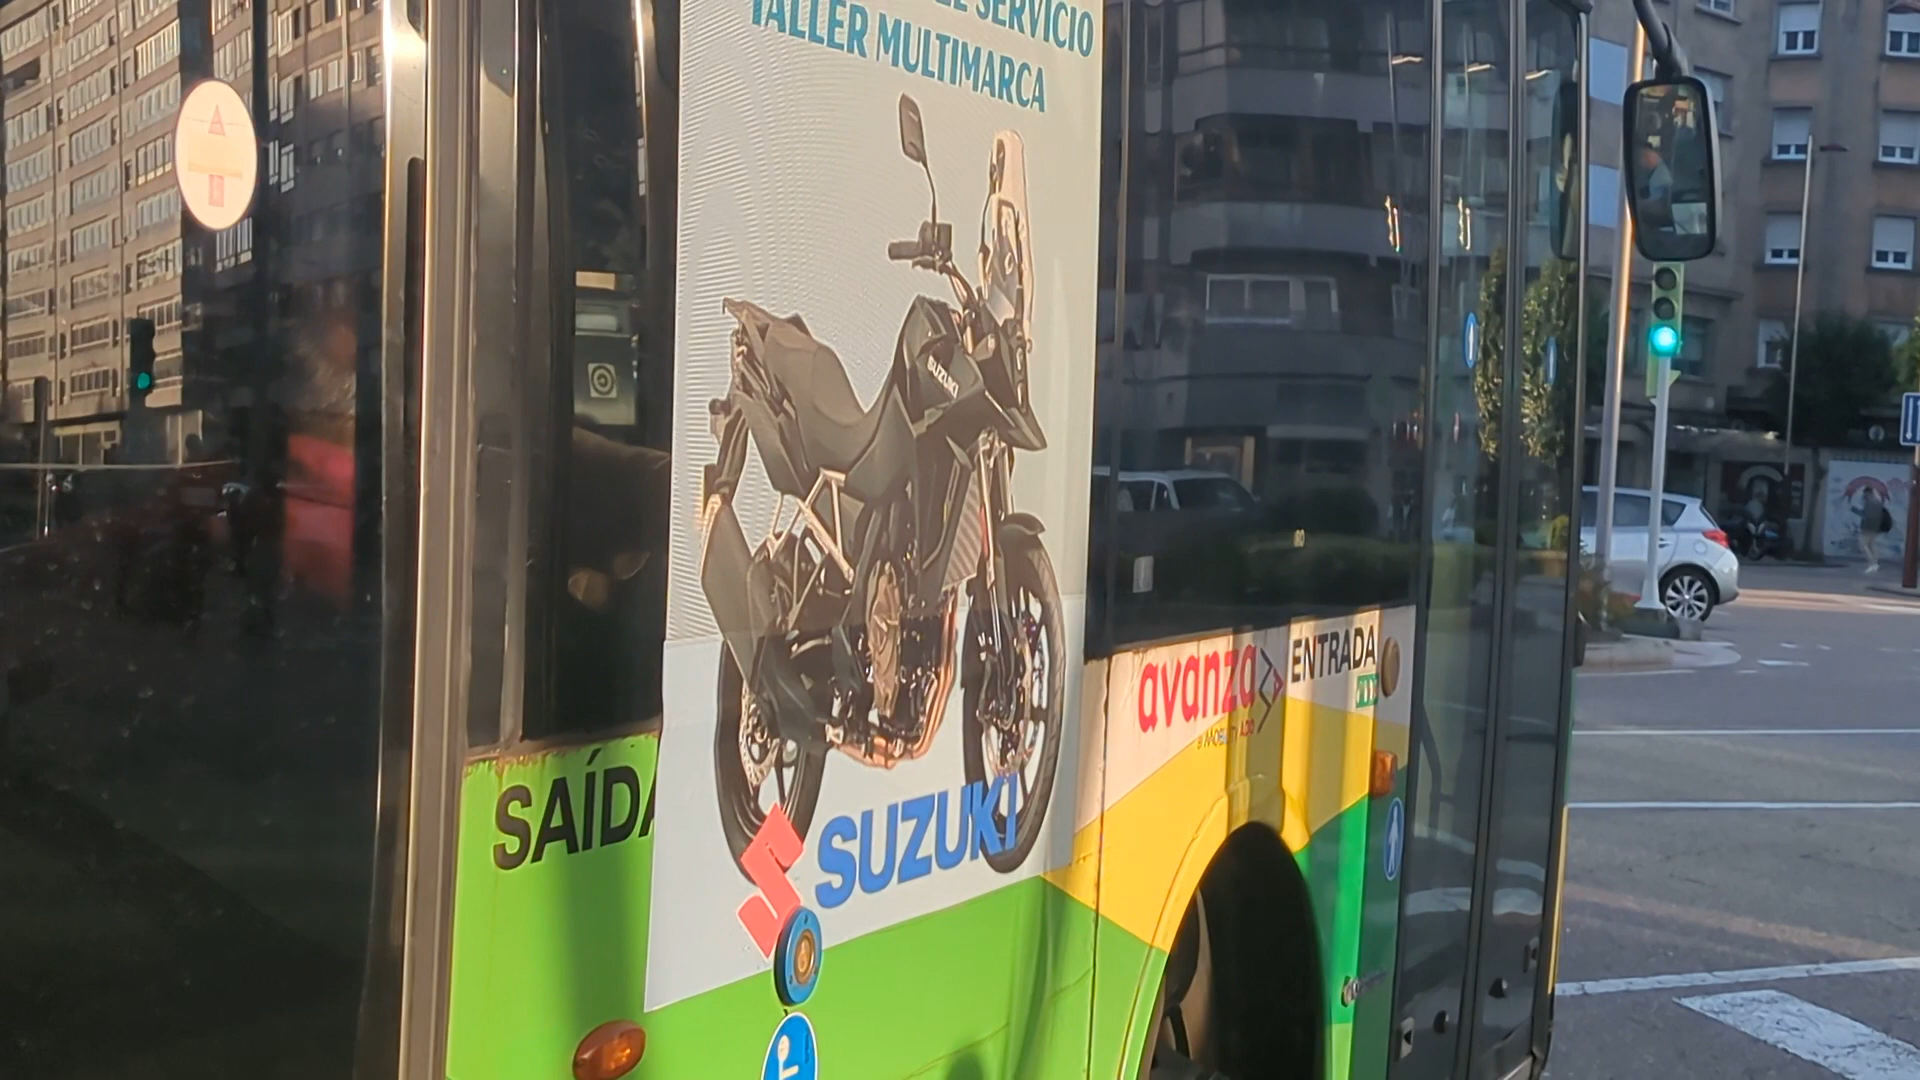 SERVICIO
TALLER MULTIMARCA
SUZUKI
avanza
ENTRADA
SAÍDA
SUZUKI